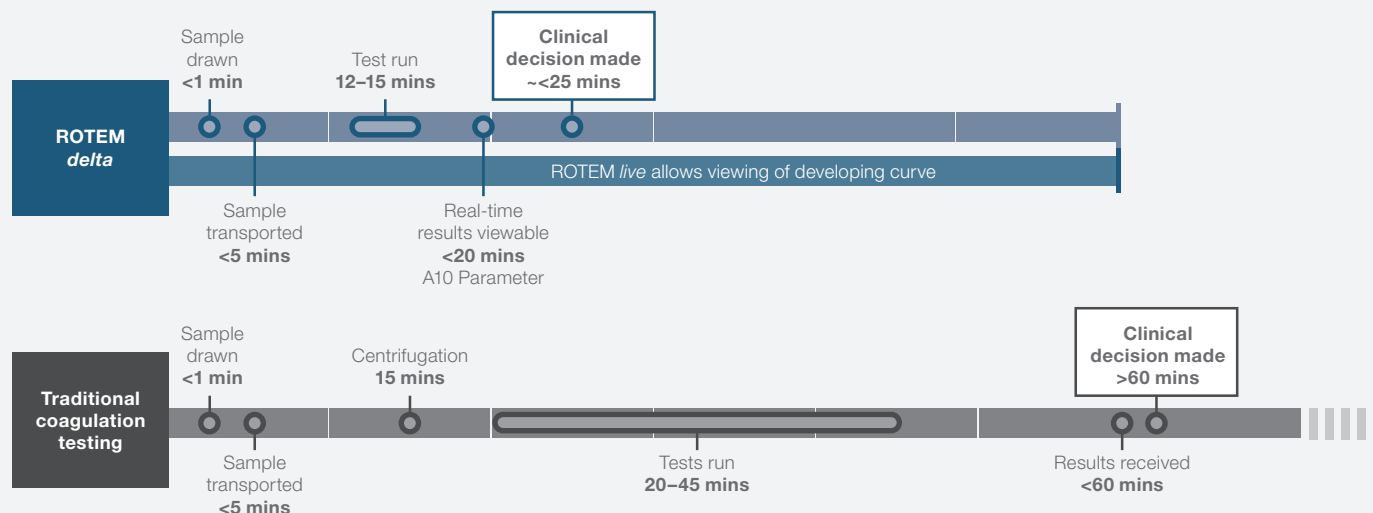 Sample
drawn
<1 min
Test run
12–15 mins
Clinical
decision made
~<25 mins
ROTEM
delta
ROTEM live allows viewing of developing curve
Sample
transported
<5 mins
Real-time
results viewable
<20 mins
A10 Parameter
Sample
drawn
<1 min
Centrifugation
15 mins
Clinical
decision made
>60 mins
Traditional
coagulation
testing
Sample
transported
<5 mins
Tests run
20–45 mins
Results received
<60 mins